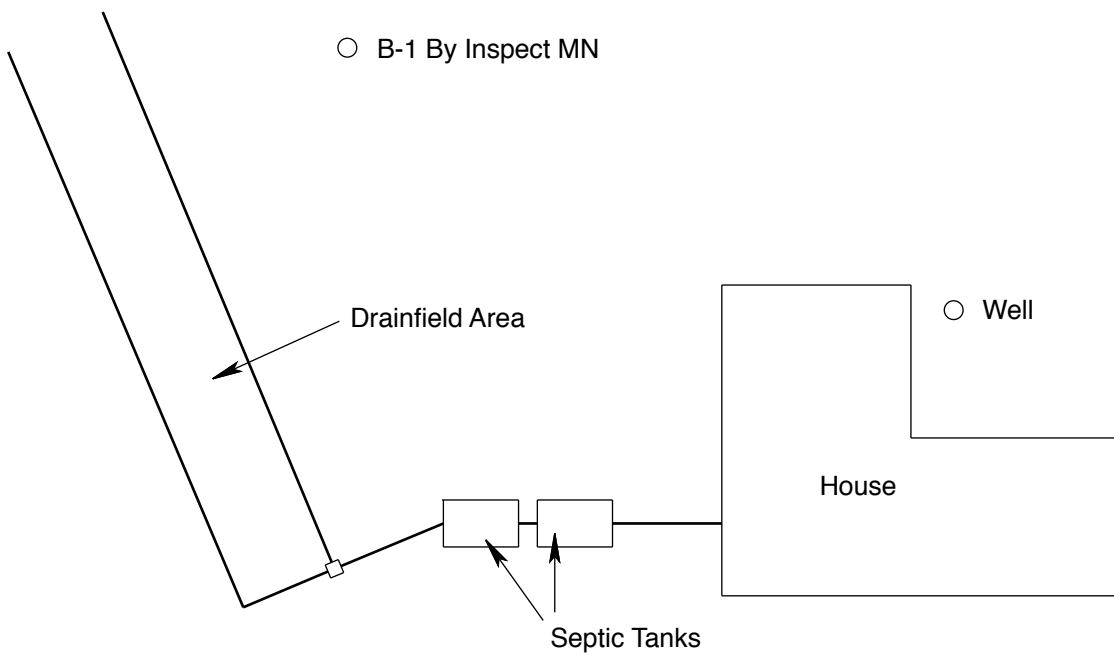 B-1 By Inspect MN
Drainfield Area
Well
House
Septic Tanks